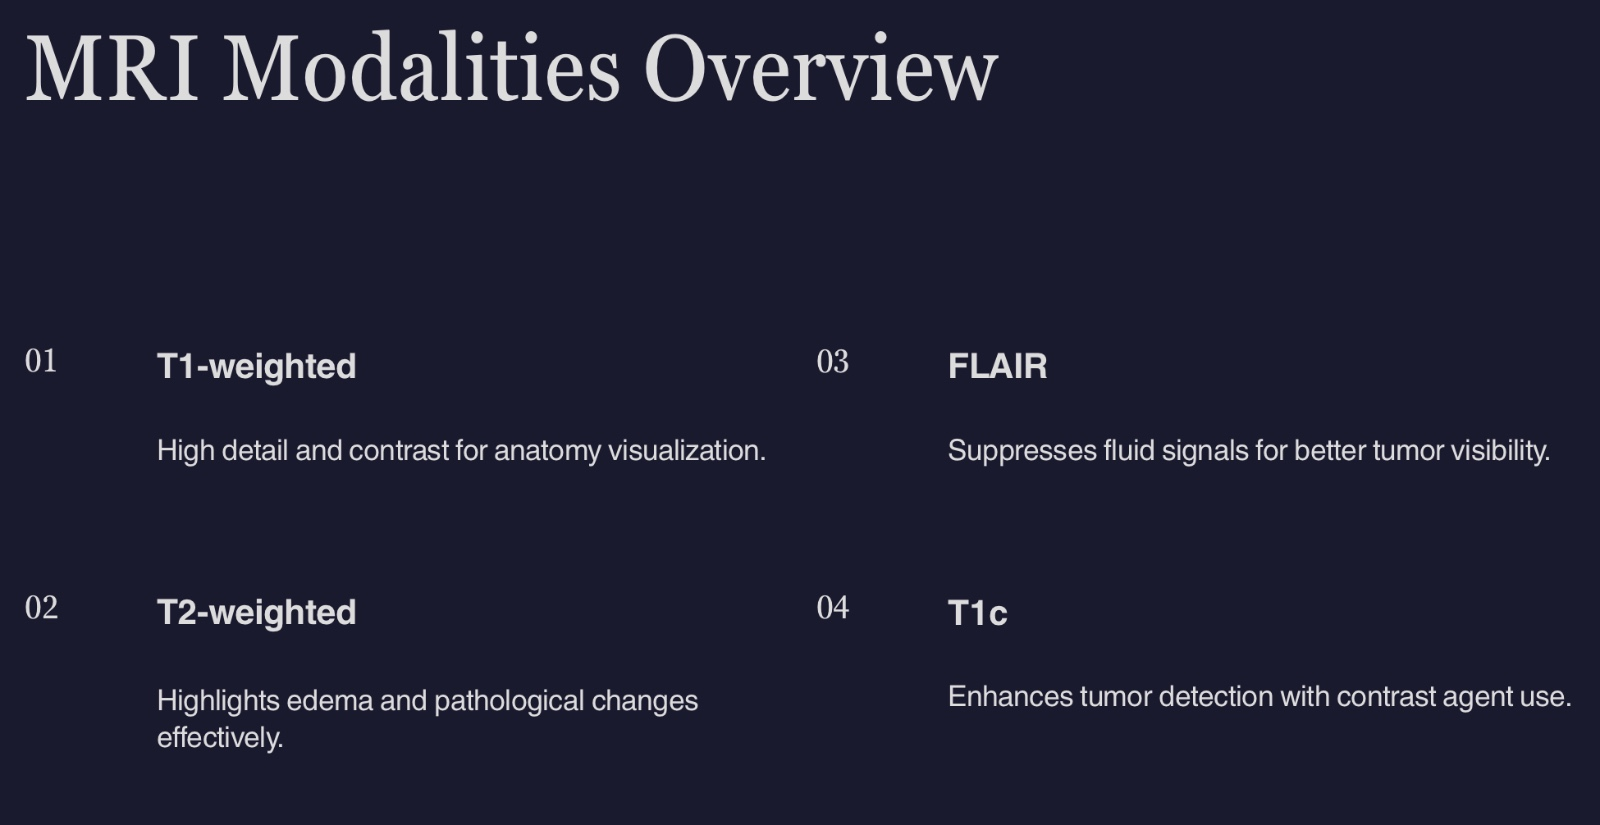 MRI Modalities Overview
01
T1-weighted
High detail and contrast for anatomy visualization.
02
T2-weighted
Highlights edema and pathological changes
effectively.
03
FLAIR
Suppresses fluid signals for better tumor visibility.
04
T1c
Enhances tumor detection with contrast agent use.